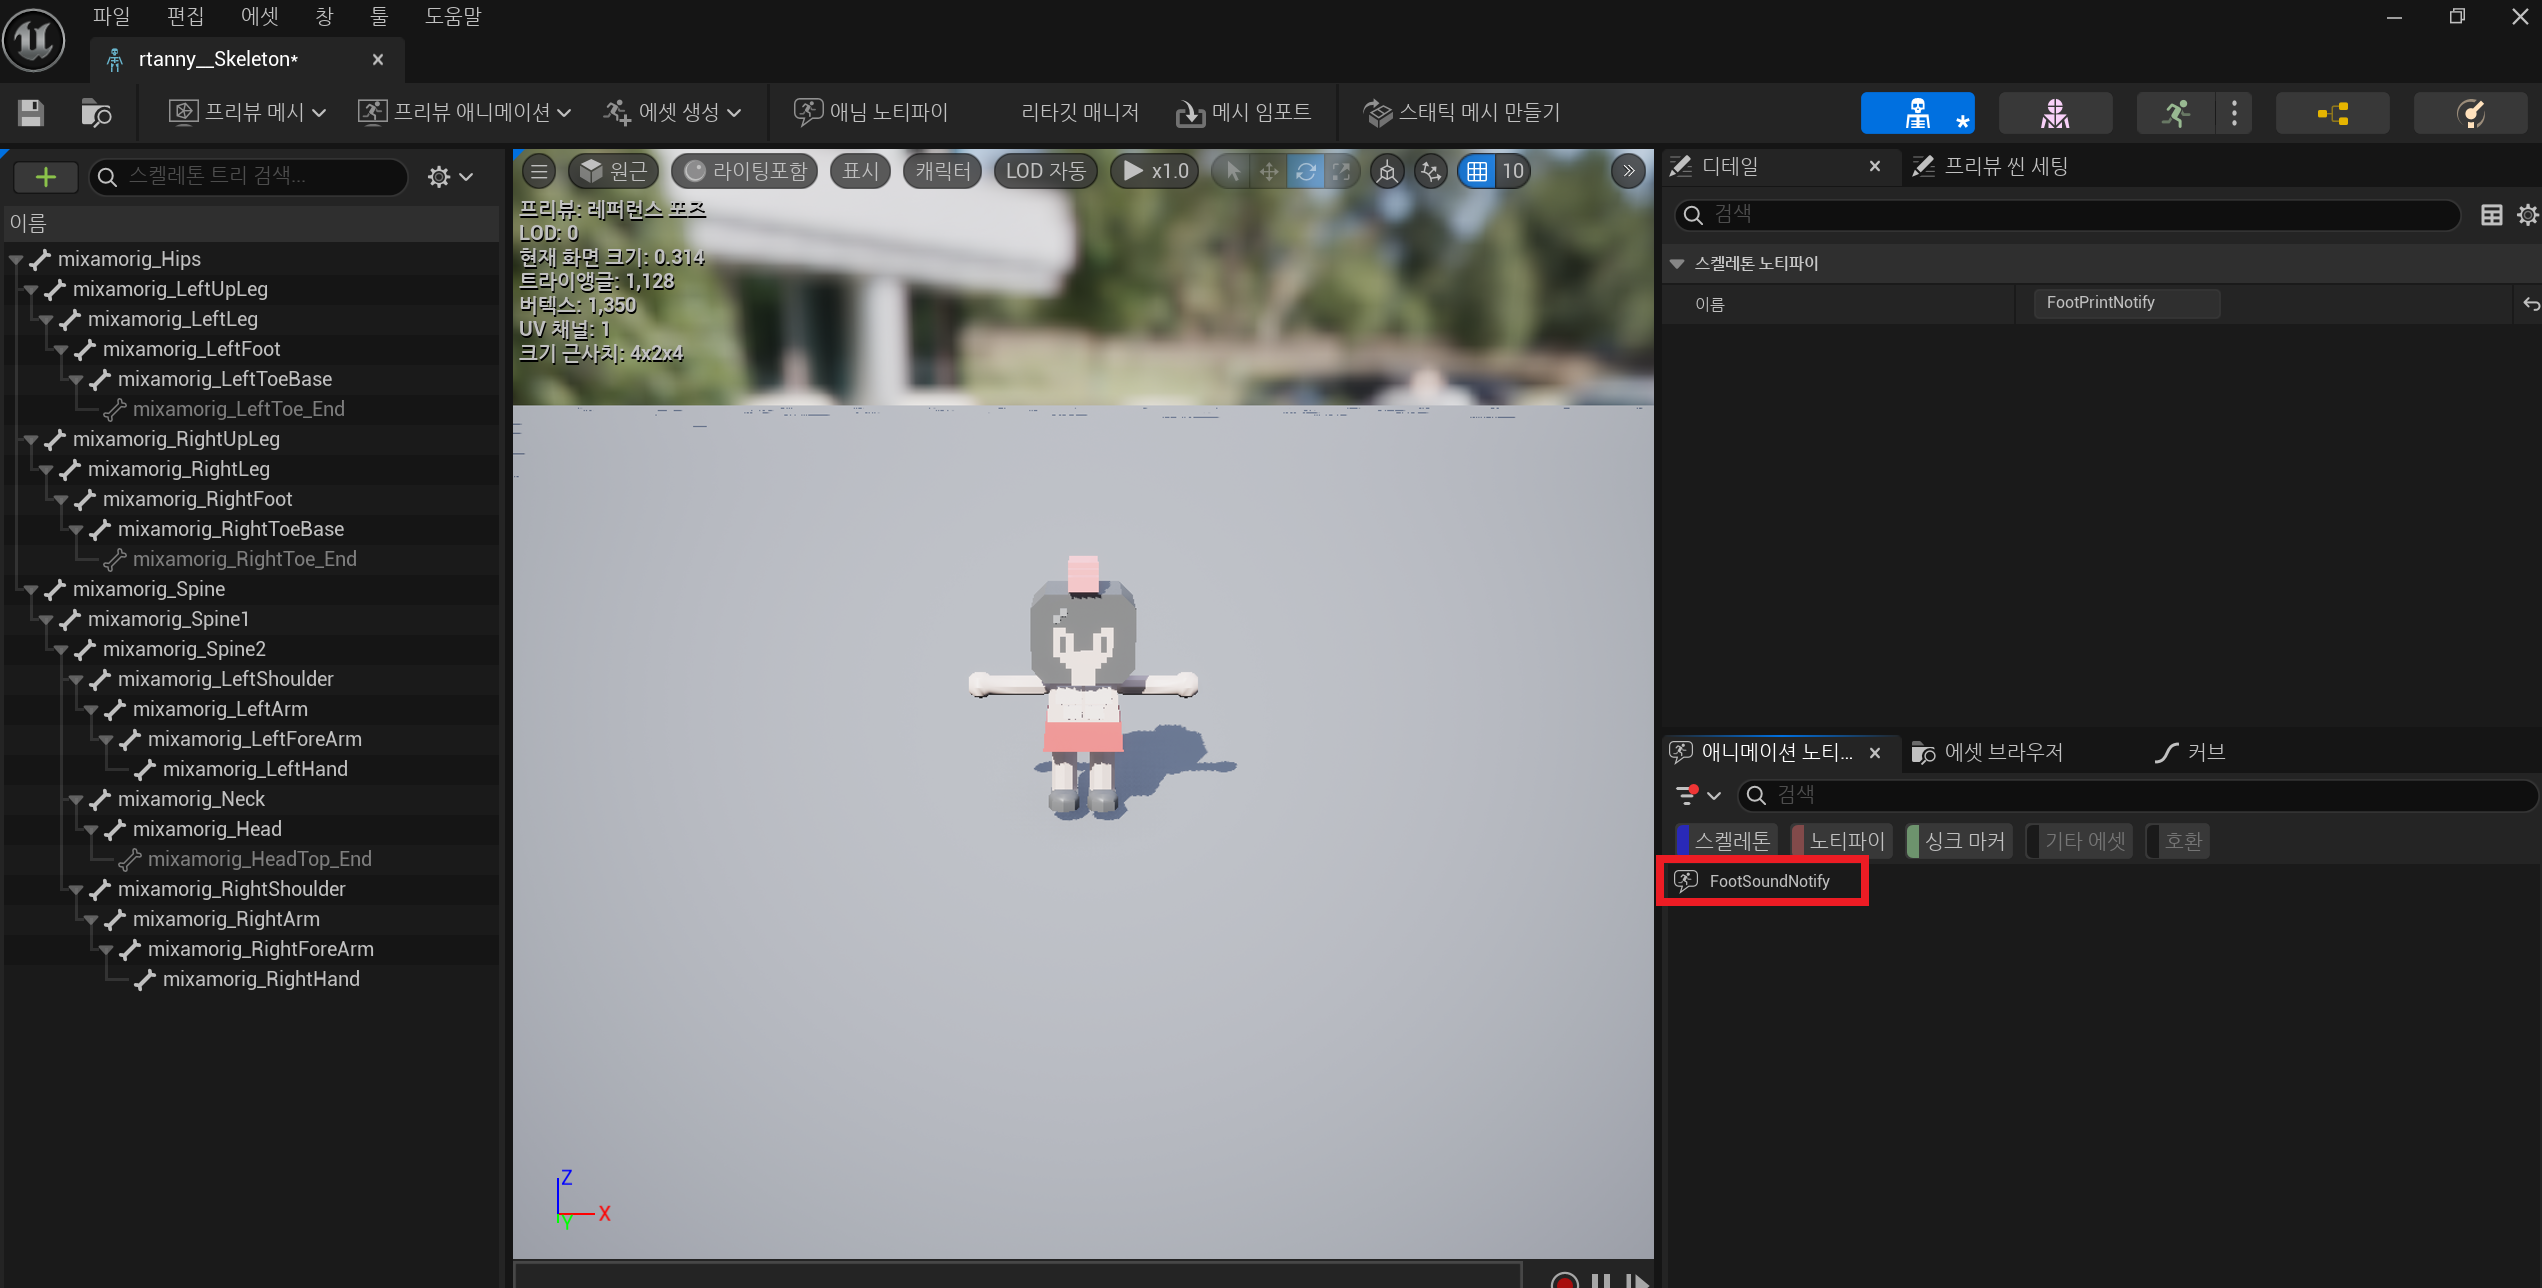 파일 편집 에셋 창 툴 도움말
rtanny__Skeleton*
프리뷰 메시 프리뷰 애니메이션 에셋 생성 애님 노티파이 리타깃 매니저 메시 임포트 스태틱 메시 만들기
스켈레톤 트리 검색...
이름
mixamorig_Hips
mixamorig_LeftUpLeg
mixamorig_LeftLeg
mixamorig_LeftFoot
mixamorig_LeftToeBase
mixamorig_LeftToe_End
mixamorig_RightUpLeg
mixamorig_RightLeg
mixamorig_RightFoot
mixamorig_RightToeBase
mixamorig_RightToe_End
mixamorig_Spine
mixamorig_Spine1
mixamorig_Spine2
mixamorig_LeftShoulder
mixamorig_LeftArm
mixamorig_LeftForeArm
mixamorig_LeftHand
mixamorig_Neck
mixamorig_Head
mixamorig_HeadTop_End
mixamorig_RightShoulder
mixamorig_RightArm
mixamorig_RightForeArm
mixamorig_RightHand
원근 라이팅포함 표시 캐릭터 LOD 자동 x1.0 10
프리뷰: 레퍼런스 포즈
LOD: 0
현재 화면 크기: 0.314
트라이앵글: 1,128
버텍스: 1,350
UV 채널: 1
크기 근사치: 4x2x4
Z
X
Y
디테일 프리뷰 씬 세팅
검색
스켈레톤 노티파이
이름 FootPrintNotify
애니메이션 노티... 에셋 브라우저 커브
검색
스켈레톤 노티파이 싱크 마커 기타 에셋 호환
FootSoundNotify